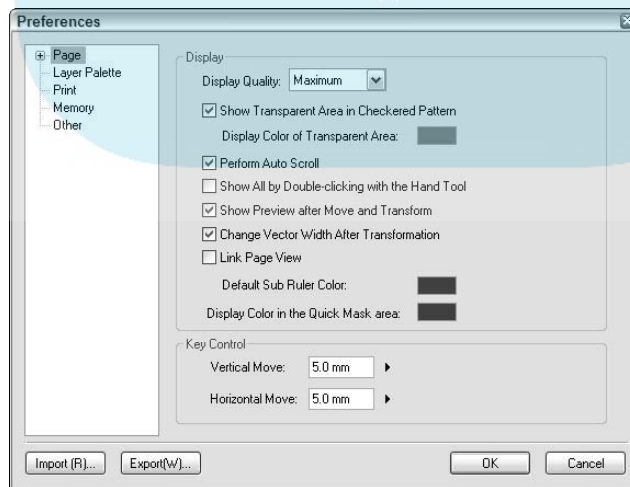 Preferences
Page
Layer Palette
Print
Memory
Other
Display
Display Quality: Maximum
Show Transparent Area in Checkered Pattern
Display Color of Transparent Area:
Perform Auto Scroll
Show All by Double-clicking with the Hand Tool
Show Preview after Move and Transform
Change Vector Width After Transformation
Link Page View
Default Sub Ruler Color:
Display Color in the Quick Mask area:
Key Control
Vertical Move: 5.0 mm
Horizontal Move: 5.0 mm
Import (R)... Export(W)... OK Cancel